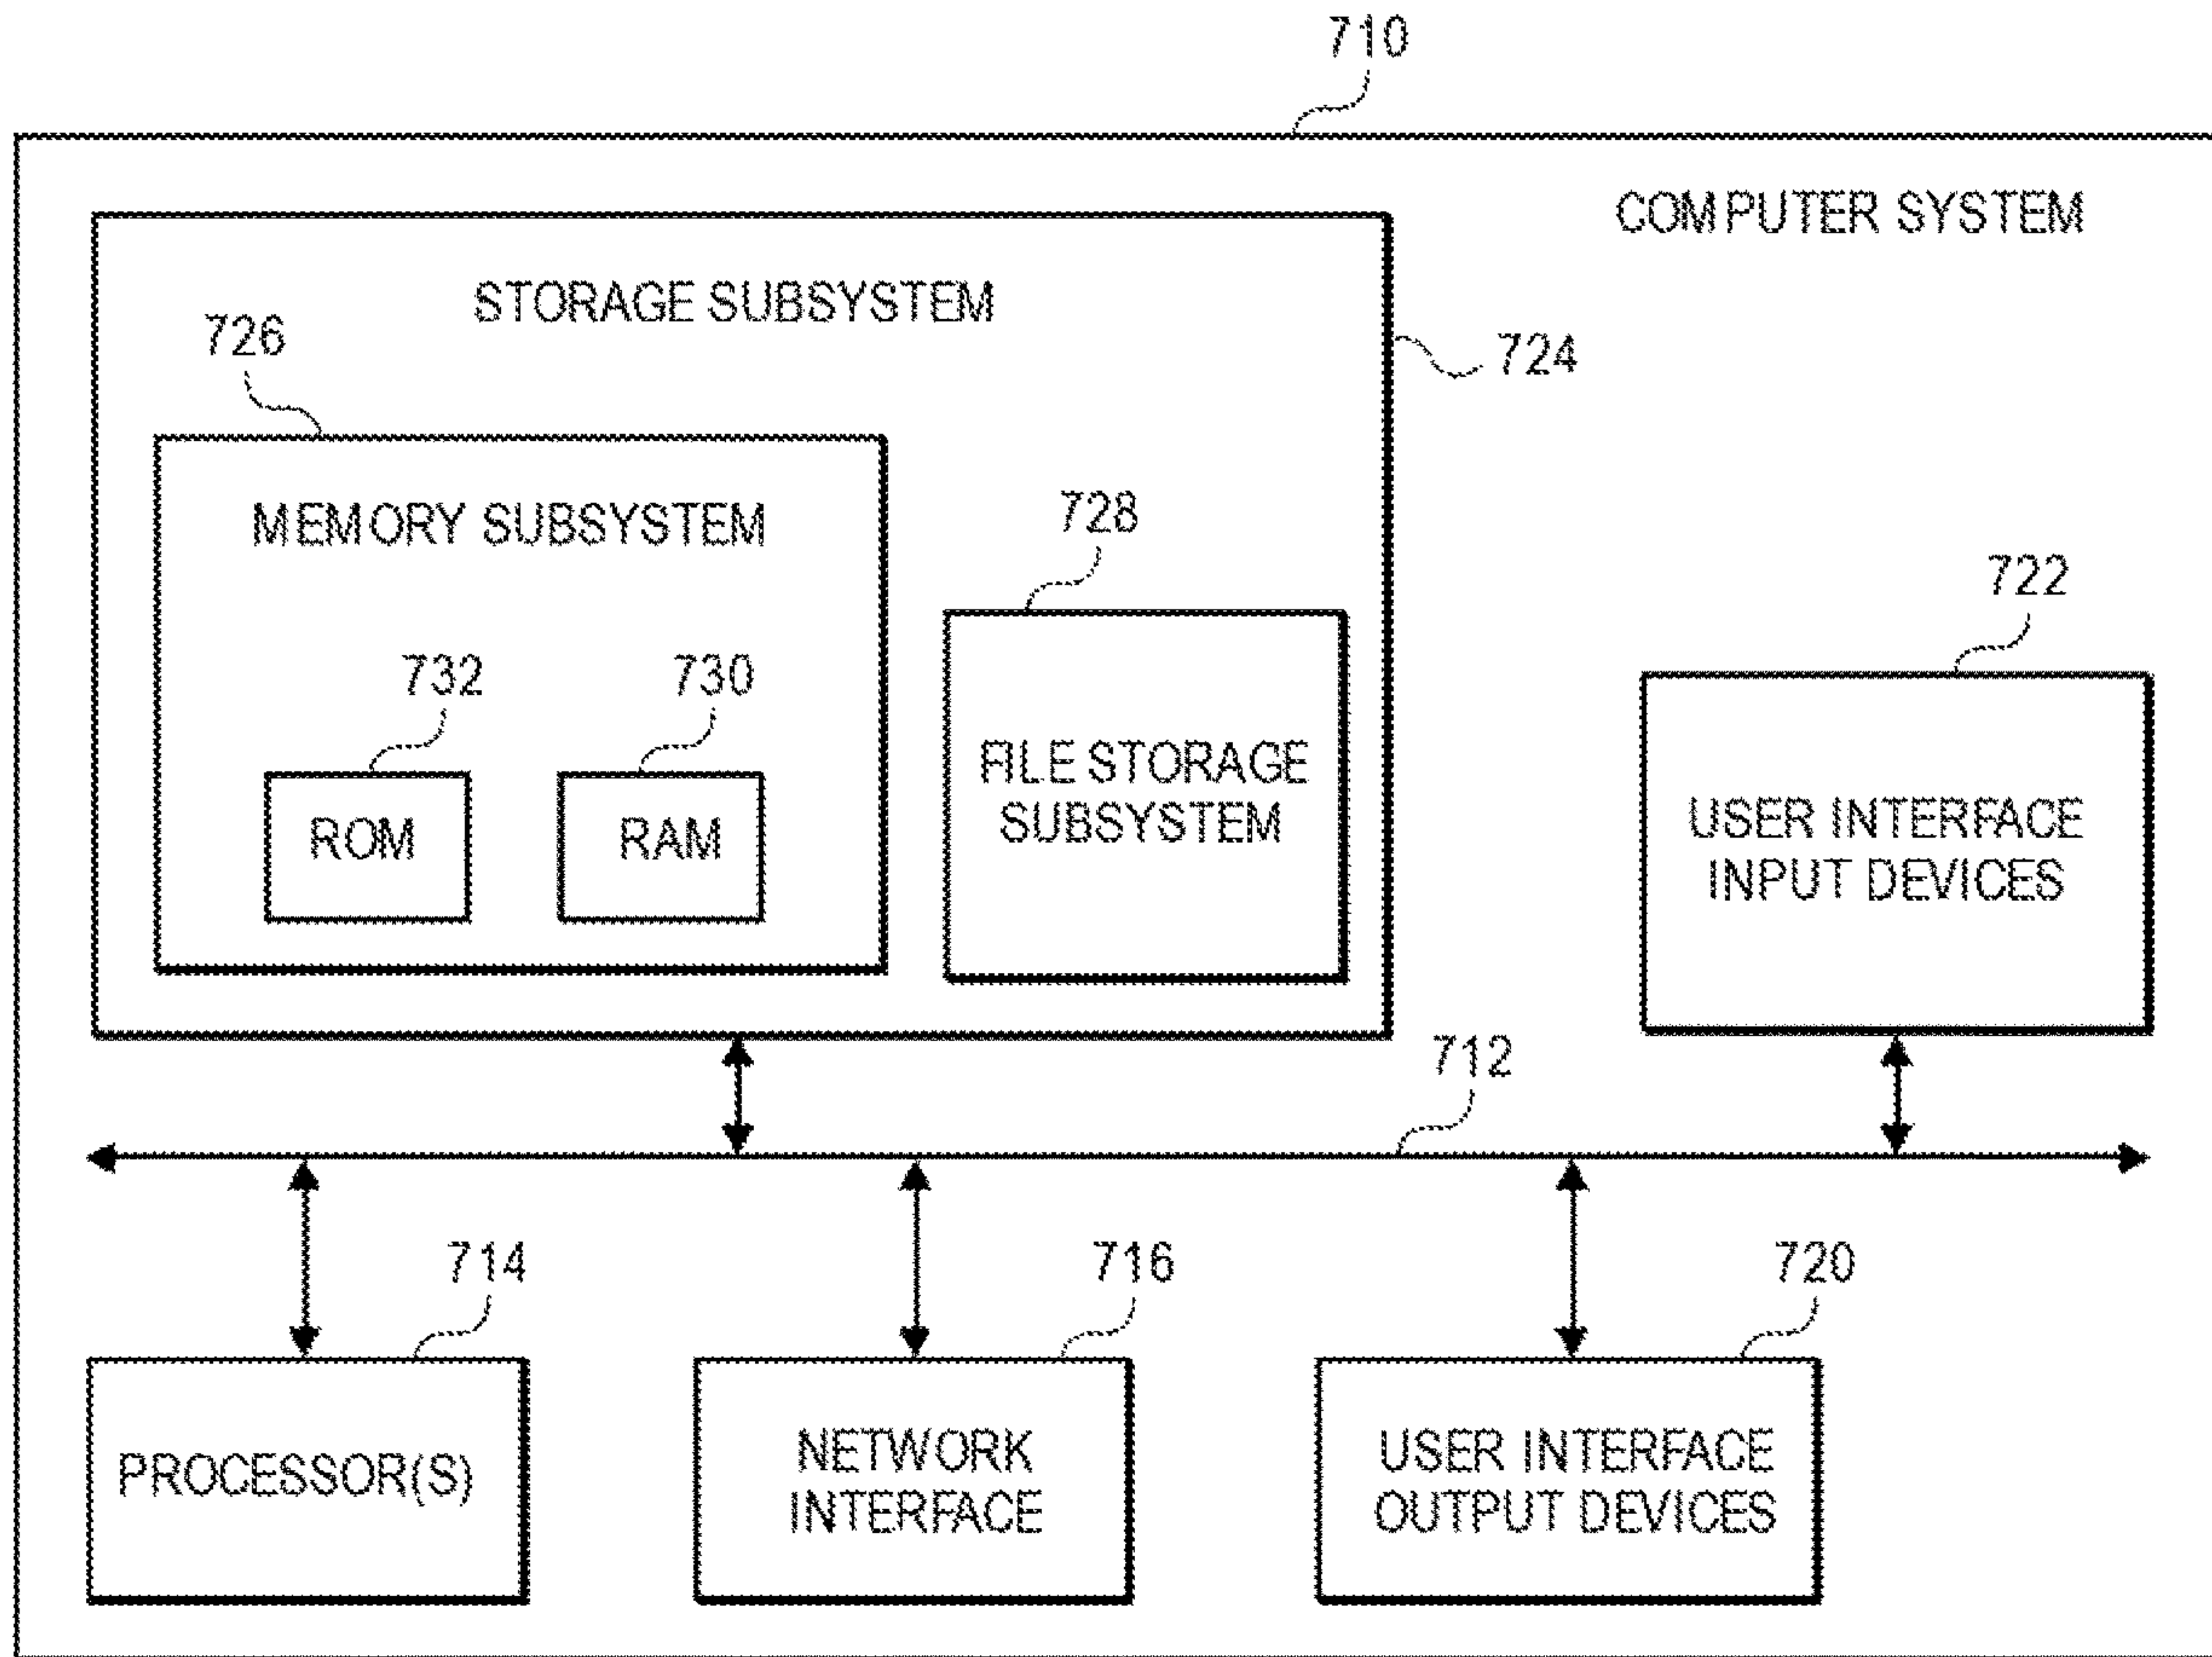 710
COMPUTER SYSTEM
STORAGE SUBSYSTEM
726
724
MEMORY SUBSYSTEM
728
722
732
730
FILE STORAGE
SUBSYSTEM
ROM
RAM
USER INTERFACE
INPUT DEVICES
712
714
716
720
PROCESSOR(S)
NETWORK
INTERFACE
USER INTERFACE
OUTPUT DEVICES